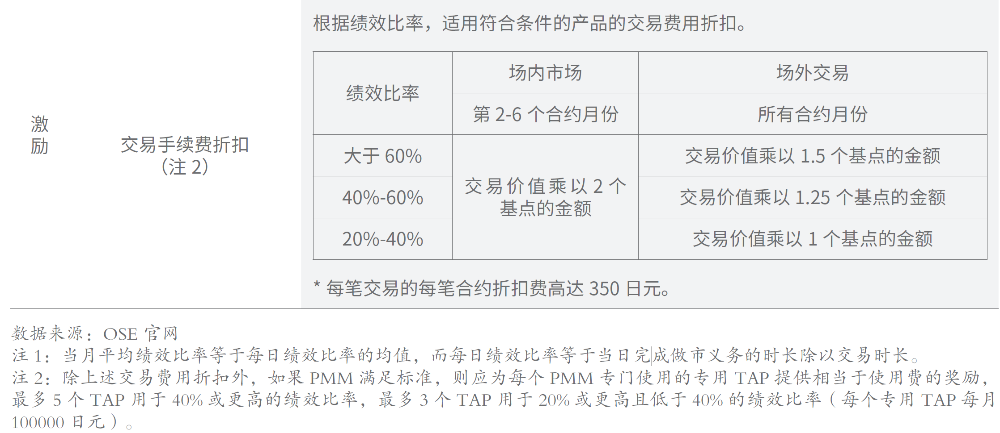 根据绩效比率，适用符合条件的产品的交易费用折扣。
绩效比率
场内市场
场外交易
第 2-6 个合约月份
所有合约月份
激
励
交易手续费折扣
（注 2）
大于 60%
交易价值乘以 1.5 个基点的金额
交易价值乘以 2 个
基点的金额
40%-60%
交易价值乘以 1.25 个基点的金额
20%-40%
交易价值乘以 1 个基点的金额
* 每笔交易的每笔合约折扣费高达 350 日元。
数据来源：OSE 官网
注 1：当月平均绩效比率等于每日绩效比率的均值，而每日绩效比率等于当日完成做市义务的时长除以交易时长。
注 2：除上述交易费用折扣外，如果 PMM 满足标准，则应为每个 PMM 专门使用的专用 TAP 提供相当于使用费的奖励，
最多 5 个 TAP 用于 40% 或更高的绩效比率，最多 3 个 TAP 用于 20% 或更高且低于 40% 的绩效比率（每个专用 TAP 每月
100000 日元）。